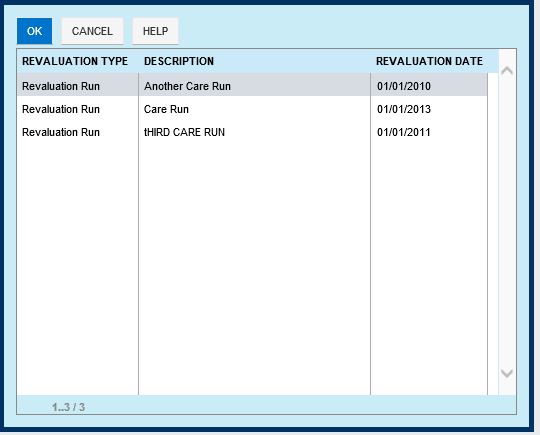 OK CANCEL HELP
REVALUATION TYPE DESCRIPTION REVALUATION DATE
Revaluation Run Another Care Run 01/01/2010
Revaluation Run Care Run 01/01/2013
Revaluation Run tHIRD CARE RUN 01/01/2011
1..3 / 3